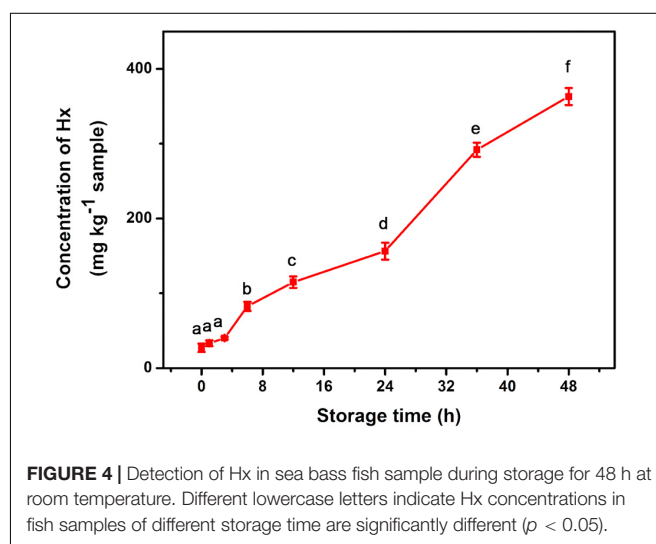 400
200
0
Concentration of Hx
(mg kg⁻¹ sample)
a a a b c d e f
0 8 16 24 32 40 48
Storage time (h)
FIGURE 4 | Detection of Hx in sea bass fish sample during storage for 48 h at
room temperature. Different lowercase letters indicate Hx concentrations in
fish samples of different storage time are significantly different (p < 0.05).